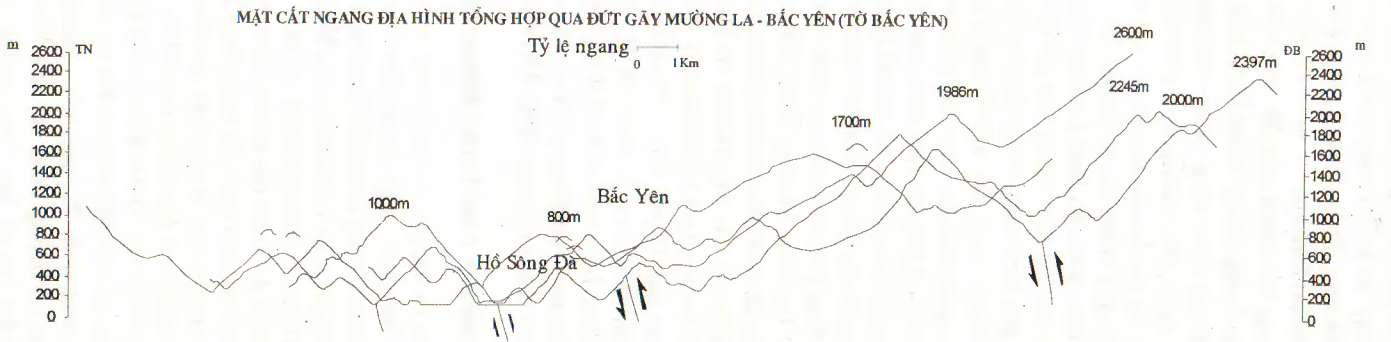 MẶT CẮT NGANG ĐỊA HÌNH TỔNG HỢP QUA ĐỨT GÃY MƯỜNG LA - BẮC YÊN (TỜ BẮC YÊN)
Tỷ lệ ngang
0 1Km
m
2600 TN
2400
2200
2000
1800
1600
1400
1200
1000
800
600
400
200
0
1000m
Hồ Sông Đà
800m
Bắc Yên
1700m
1986m
2600m
2245m
2000m
2397m
ĐB
m
2600
2400
2200
2000
1800
1600
1400
1200
1000
800
600
400
200
0